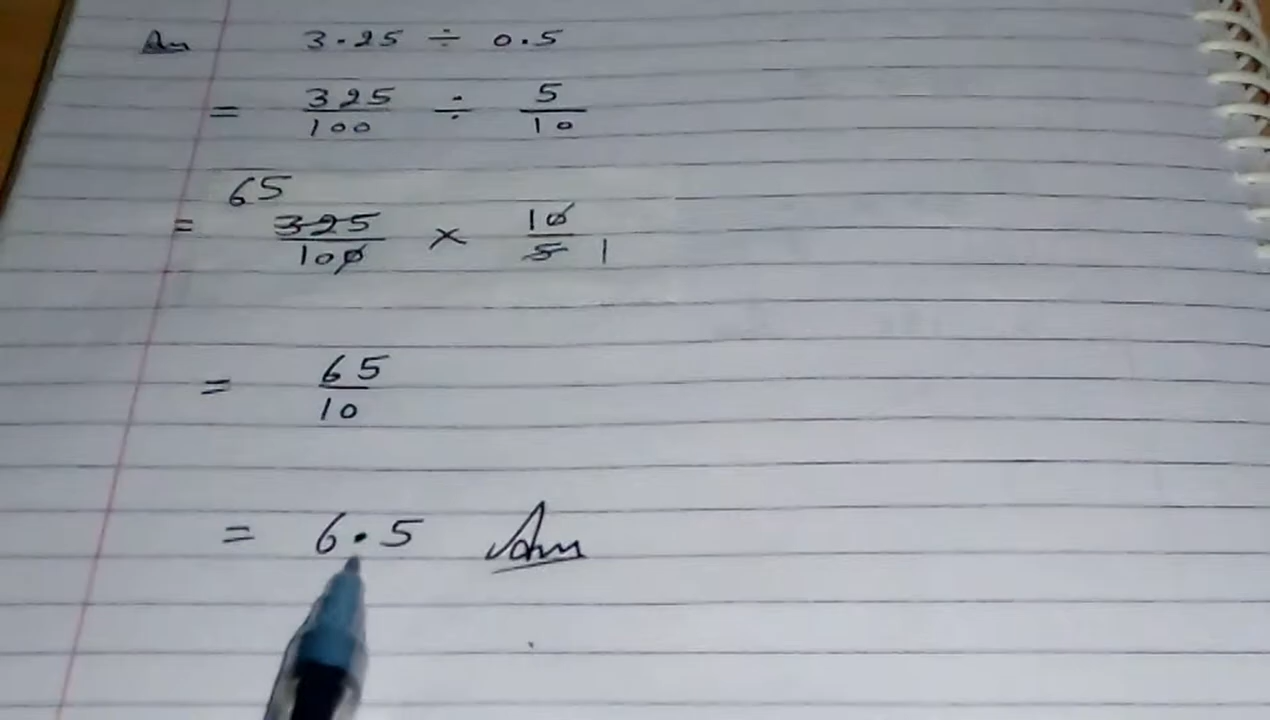 Ans 3.25 ÷ 0.5
= 325/100 ÷ 5/10
65
= 325/100 × 10/5 1
= 65/10
= 6.5 Ans